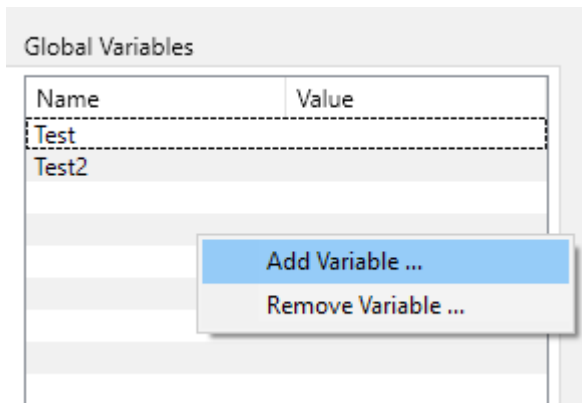 Global Variables
Name Value
Test
Test2
Add Variable ...
Remove Variable ...